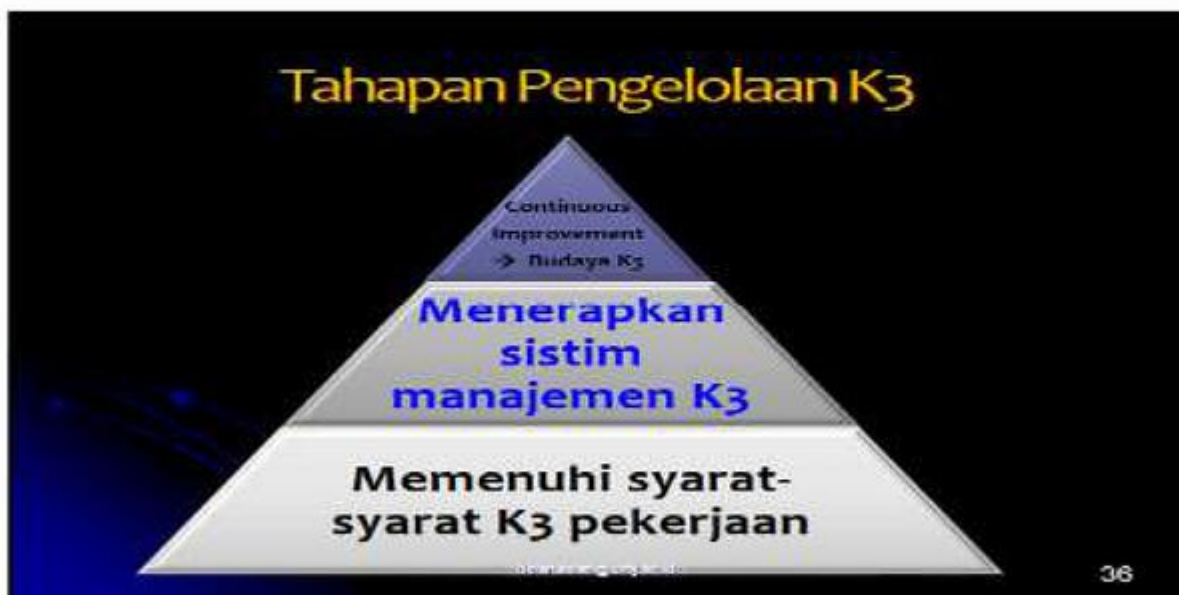 Tahapan Pengelolaan K3
Continuous
Improvement
→ Budaya K3
Menerapkan
sistim
manajemen K3
Memenuhi syarat-
syarat K3 pekerjaan
36